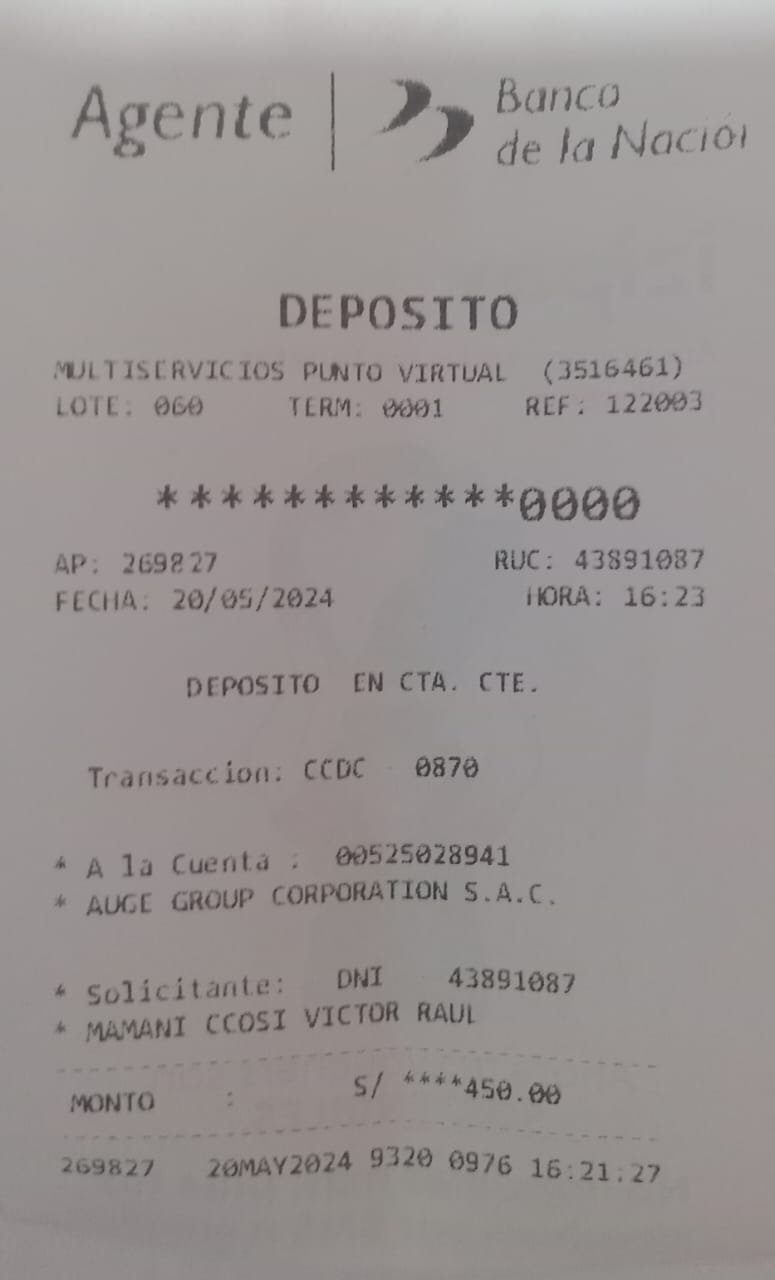 Agente
Banco
de la Nación
DEPOSITO
MULTISERVICIOS PUNTO VIRTUAL (3516461)
LOTE: 060 TERM: 0001 REF: 122003
************0000
AP: 269827 RUC: 43891087
FECHA: 20/05/2024 HORA: 16:23
DEPOSITO EN CTA. CTE.
Transaccion: CCDC 0870
* A la Cuenta : 00525028941
* AUGE GROUP CORPORATION S.A.C.
* Solicitante: DNI 43891087
* MAMANI CCOSI VICTOR RAUL
MONTO : S/ ****450.00
269827 20MAY2024 9320 0976 16:21:27